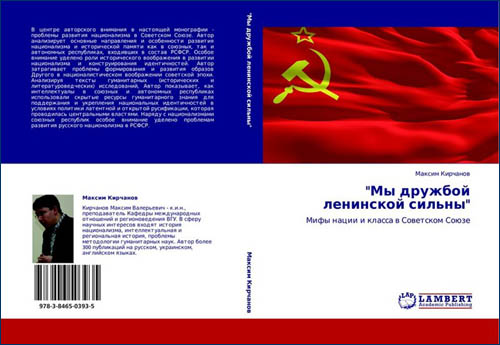 В центре авторского внимания в настоящей монографии -
проблемы развития национализма в Советском Союзе. Автор
анализирует основные направления и особенности развития
национализма и исторической памяти как в союзных, так и
автономных республиках, входивших в состав РСФСР. Особое
внимание уделено роли исторического воображения в развитии
национализма и конструировании идентичностей. Автор
затрагивает проблемы формирования и развития образов
Другого в националистическом воображении советской эпохи.
Анализируя тексты гуманитарных (исторических и
литературоведческих) исследований, Автор показывает, как
интеллектуалы в союзных и автономных республиках
использовали скрытые ресурсы гуманитарного знания для
поддержания и укрепления национальных идентичностей в
условиях политики латентной и открытой русификации, которая
проводилась центральными властями. Наряду с национализмами
союзных республик особое внимание уделено проблемам
развития русского национализма в РСФСР.
Максим Кирчанов
Кирчанов Максим Валерьевич - к.и.н.,
преподаватель Кафедры международных
отношений и регионоведения ВГУ. В сферу
научных интересов входят история
национализма, интеллектуальная и
региональная история, проблемы
методологии гуманитарных наук. Автор более
300 публикаций на русском, украинском,
английском языках.
978-3-8465-0393-5
"Мы дружбой ленинской сильны"
Максим Кирчанов
Максим Кирчанов
"Мы дружбой
ленинской сильны"
Мифы нации и класса в Советском Союзе
LAP LAMBERT
Academic Publishing